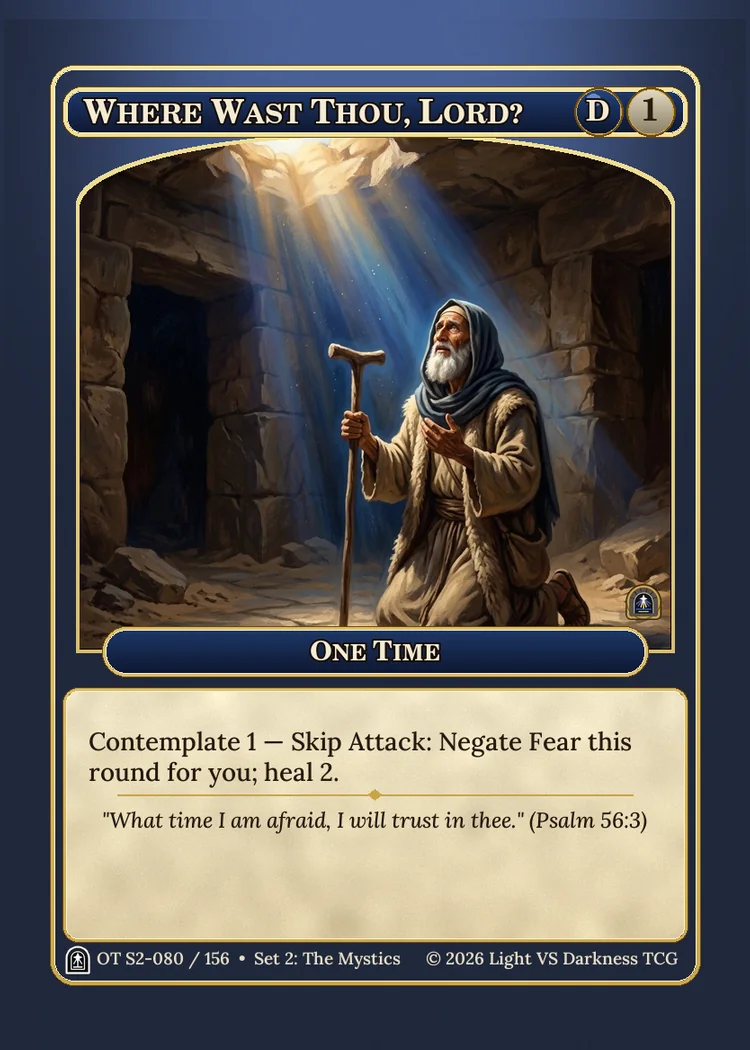 Where Wast Thou, Lord? D 1
One Time
Contemplate 1 — Skip Attack: Negate Fear this
round for you; heal 2.
"What time I am afraid, I will trust in thee." (Psalm 56:3)
OT S2-080 / 156 • Set 2: The Mystics © 2026 Light VS Darkness TCG